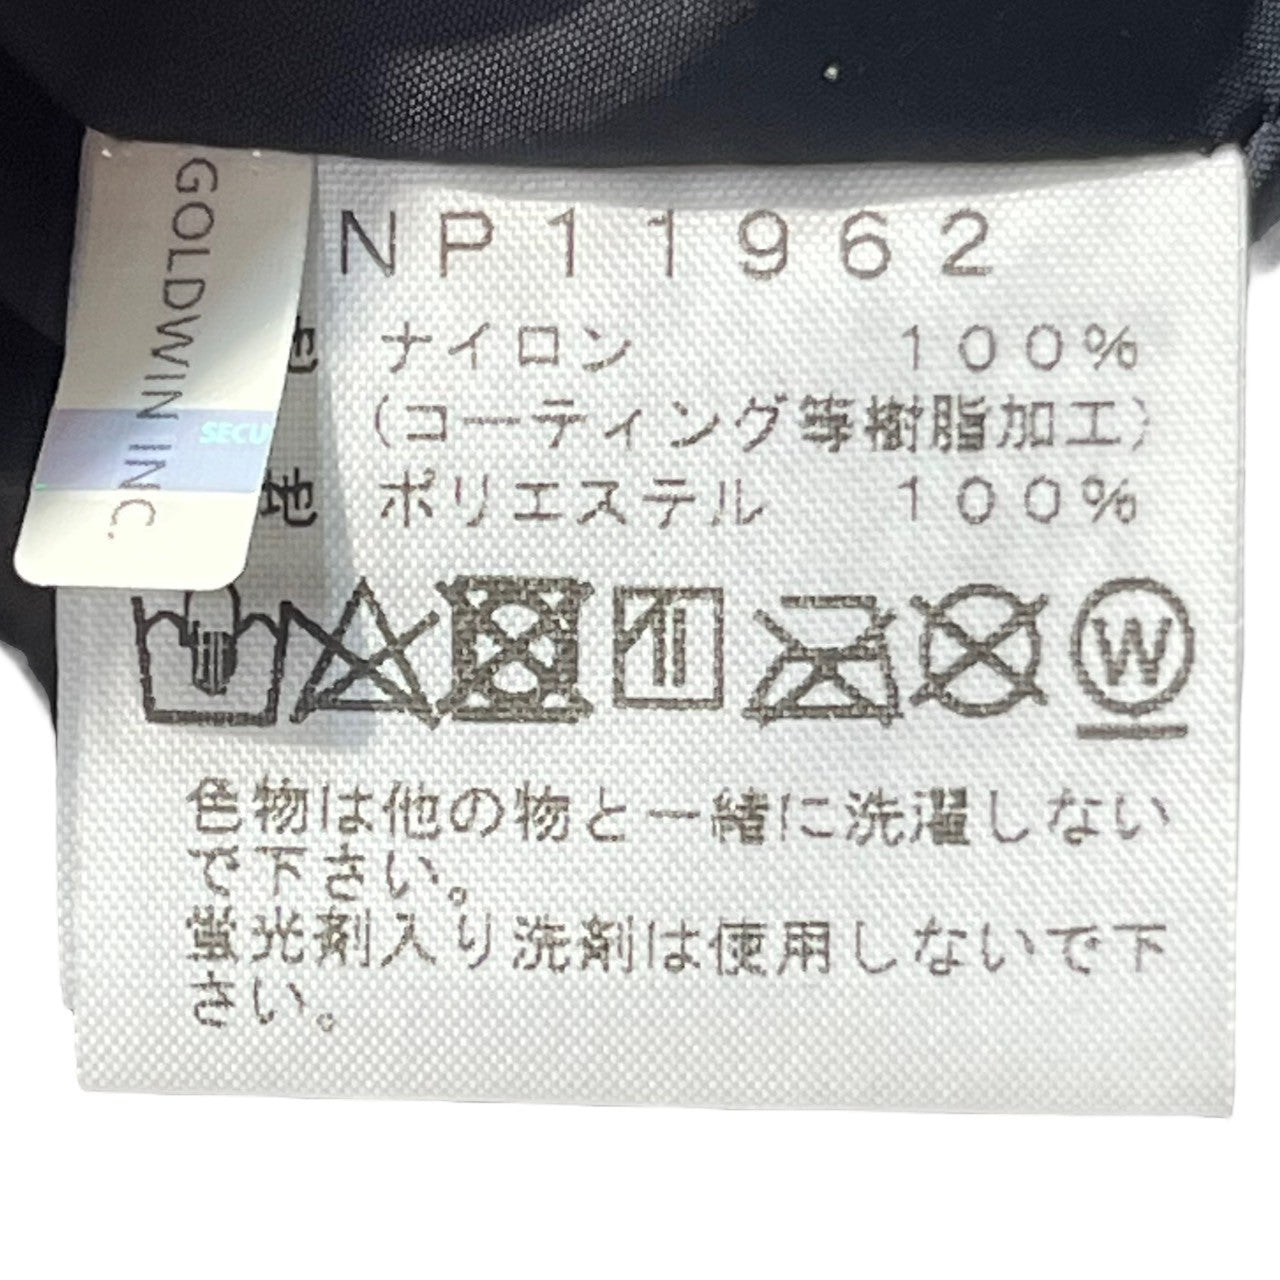 GOLDWIN INC.
SECU
NP11962
地 ナイロン 100%
(コーティング等樹脂加工)
地 ポリエステル 100%
W
色物は他の物と一緒に洗濯しない
で下さい。
蛍光剤入り洗剤は使用しないで下
さい。